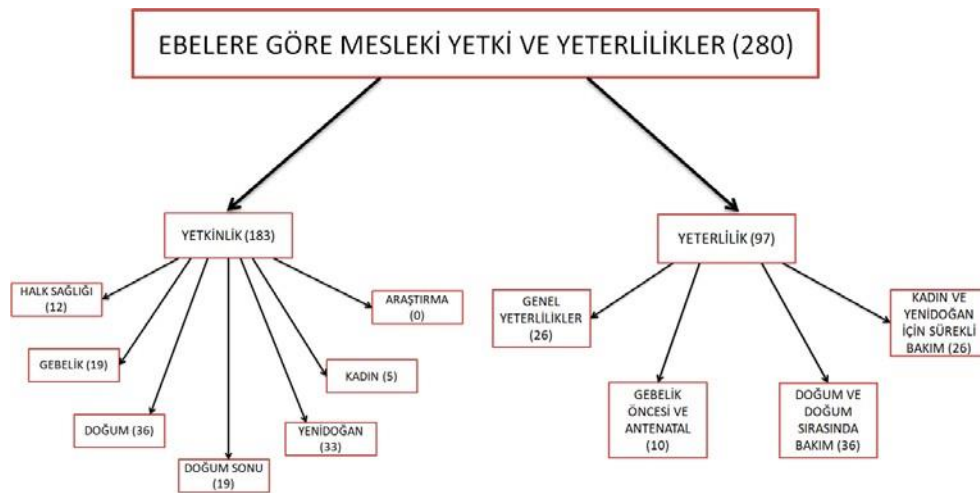 EBELERE GÖRE MESLEKİ YETKİ VE YETERLİLİKLER (280)
YETKİNLİK (183)
HALK SAĞLIĞI
(12)
GEBELİK (19)
DOĞUM (36)
DOĞUM SONU
(19)
YENİDOĞAN
(33)
KADIN (5)
ARAŞTIRMA
(0)
YETERLİLİK (97)
GENEL
YETERLİLİKLER
(26)
GEBELİK
ÖNCESİ VE
ANTENATAL
(10)
DOĞUM VE
DOĞUM
SIRASINDA
BAKIM (36)
KADIN VE
YENİDOĞAN
İÇİN SÜREKLİ
BAKIM (26)